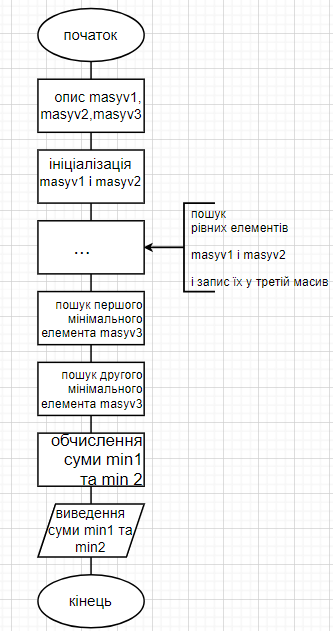 початок
опис masyv1,
masyv2,masyv3
ініціалізація
masyv1 і masyv2
...
пошук
рівних елементів
masyv1 і masyv2
і запис їх у третій масив
пошук першого
мінімального
елемента masyv3
пошук другого
мінімального
елемента masyv3
обчислення
суми min1
та min 2
виведення
суми min1 та
min2
кінець